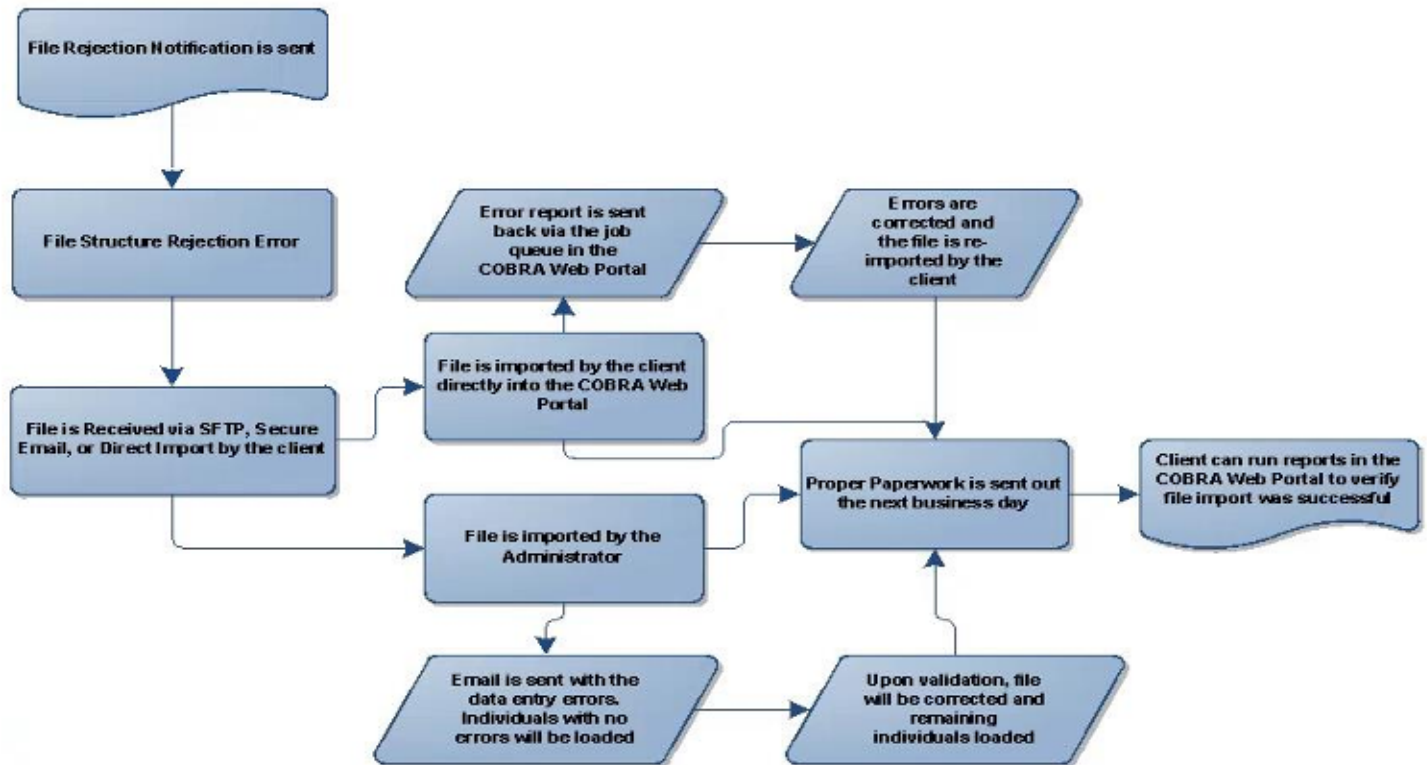 File Rejection Notification is sent
File Structure Rejection Error
File is Received via SFTP, Secure
Email, or Direct Import by the client
Error report is sent
back via the job
queue in the
COBRA Web Portal
Errors are
corrected and
the file is re-
imported by the
client
File is imported by the client
directly into the COBRA Web
Portal
File is imported by the
Administrator
Proper Paperwork is sent out
the next business day
Client can run reports in the
COBRA Web Portal to verify
file import was successful
Email is sent with the
data entry errors.
Individuals with no
errors will be loaded
Upon validation, file
will be corrected and
remaining
individuals loaded